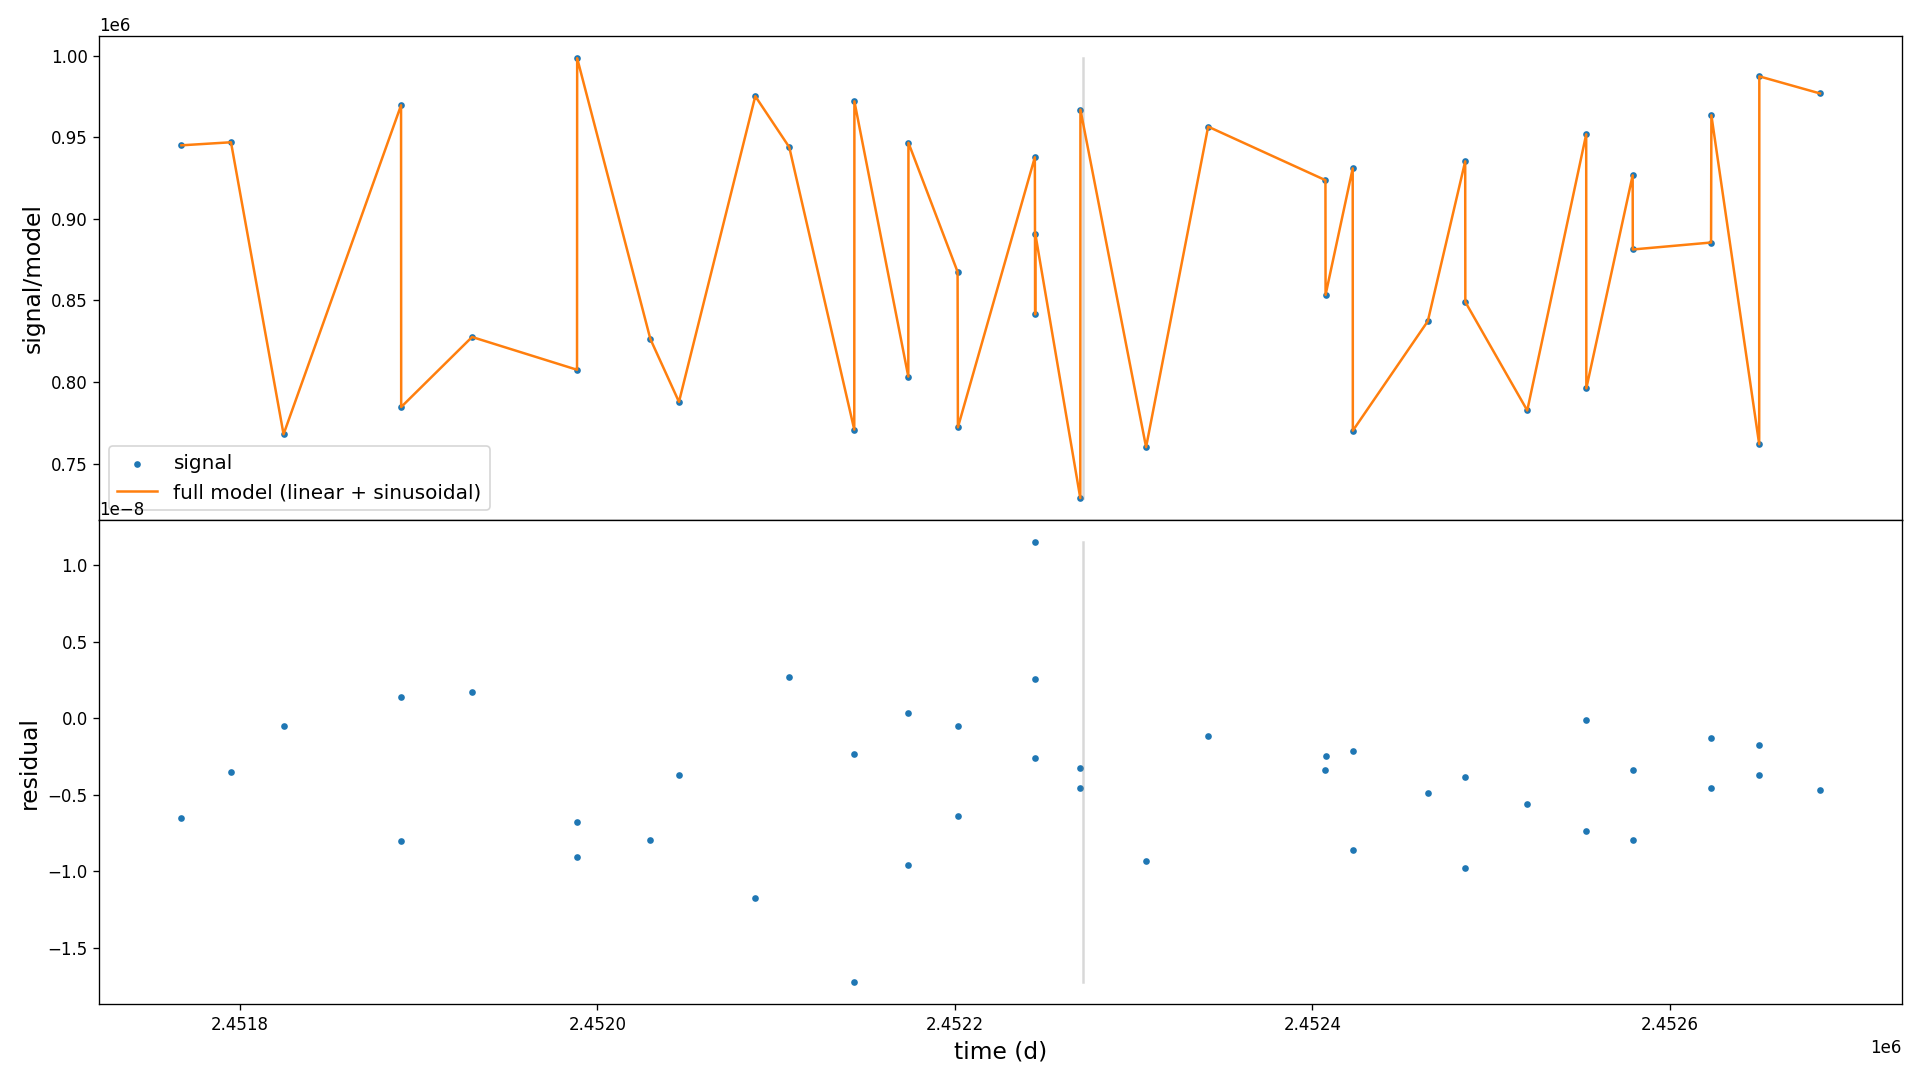 1e6
1.00
0.95
0.90
0.85
0.80
0.75
signal/model
signal
full model (linear + sinusoidal)
1e−8
1.0
0.5
0.0
−0.5
−1.0
−1.5
residual
2.4518
2.4520
2.4522
2.4524
2.4526
1e6
time (d)